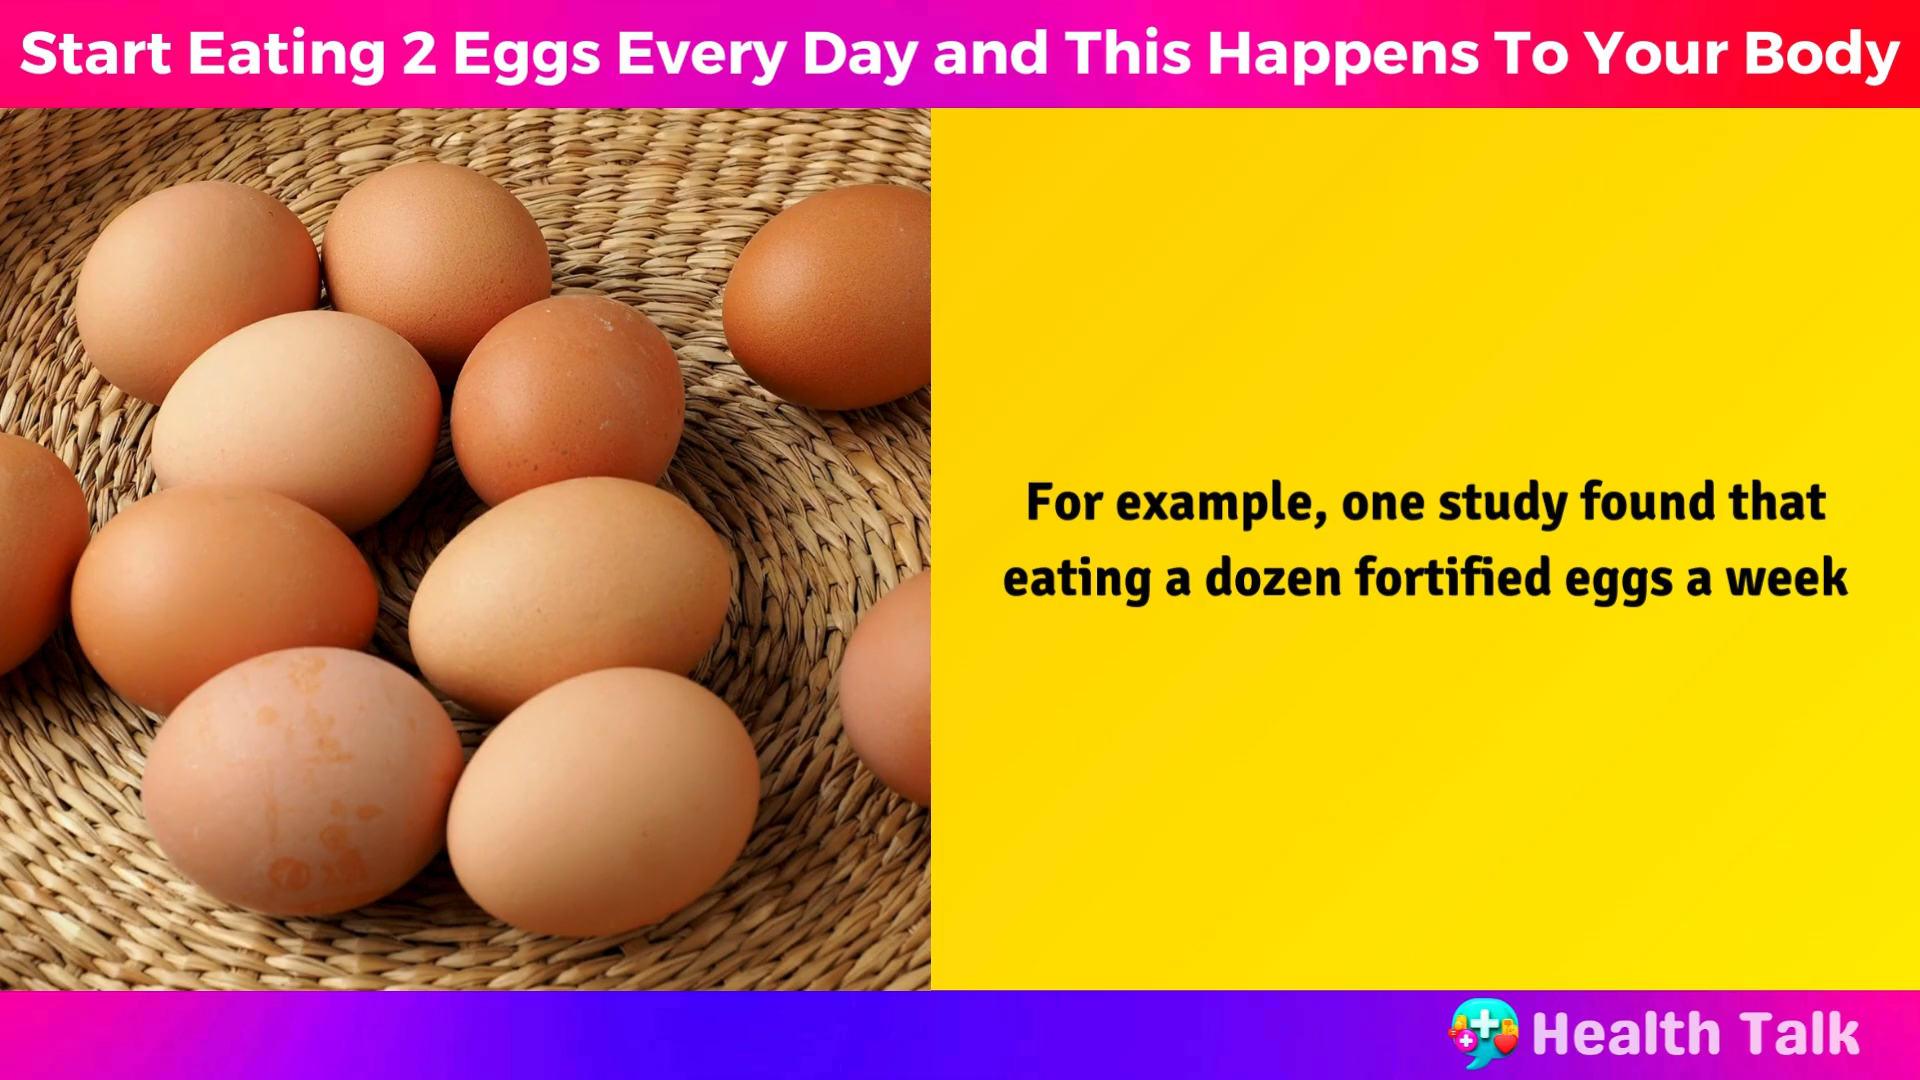 Start Eating 2 Eggs Every Day and This Happens To Your Body
For example, one study found that
eating a dozen fortified eggs a week
Health Talk